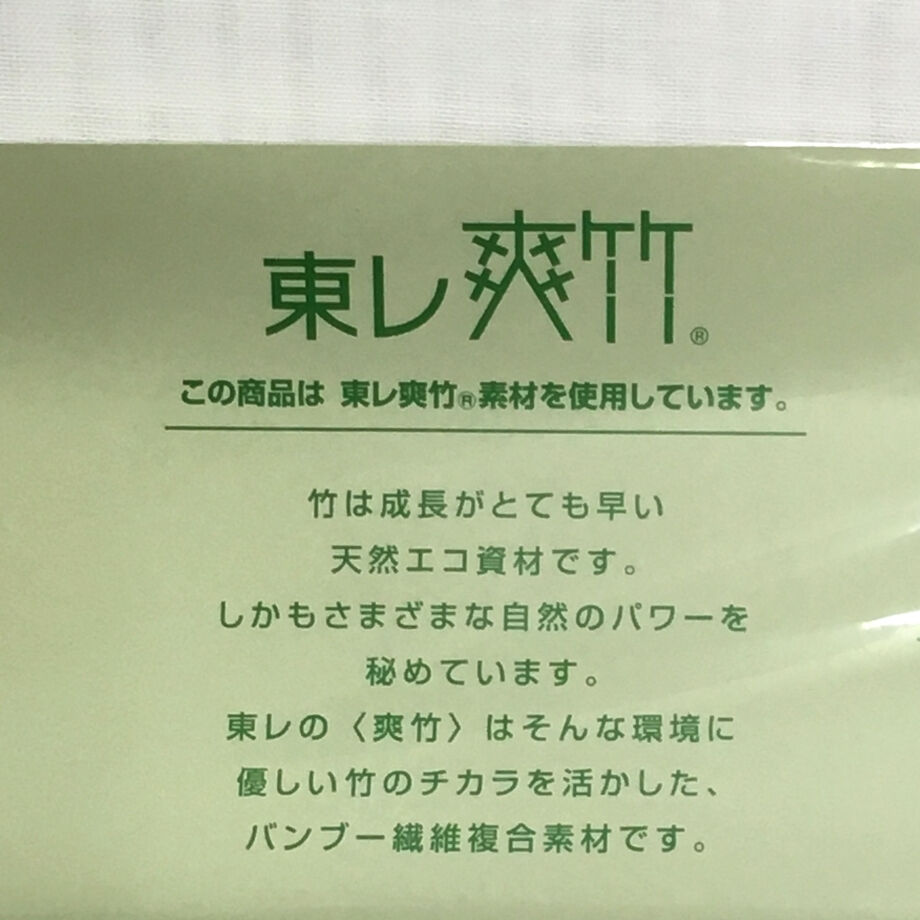 東レ爽竹®
この商品は 東レ爽竹®素材を使用しています。
竹は成長がとても早い
天然エコ資材です。
しかもさまざまな自然のパワーを
秘めています。
東レの〈爽竹〉はそんな環境に
優しい竹のチカラを活かした、
バンブー繊維複合素材です。